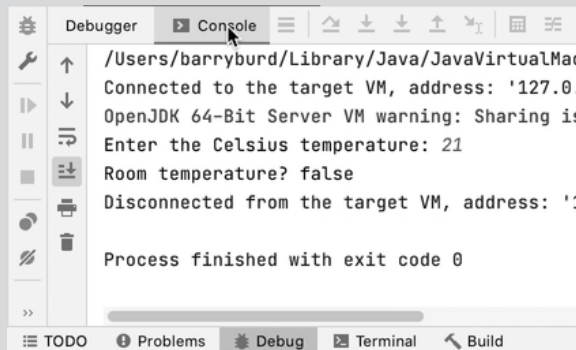 Debugger Console
/Users/barryburd/Library/Java/JavaVirtualMac
Connected to the target VM, address: '127.0.
OpenJDK 64-Bit Server VM warning: Sharing is
Enter the Celsius temperature: 21
Room temperature? false
Disconnected from the target VM, address: '1
Process finished with exit code 0
TODO Problems Debug Terminal Build